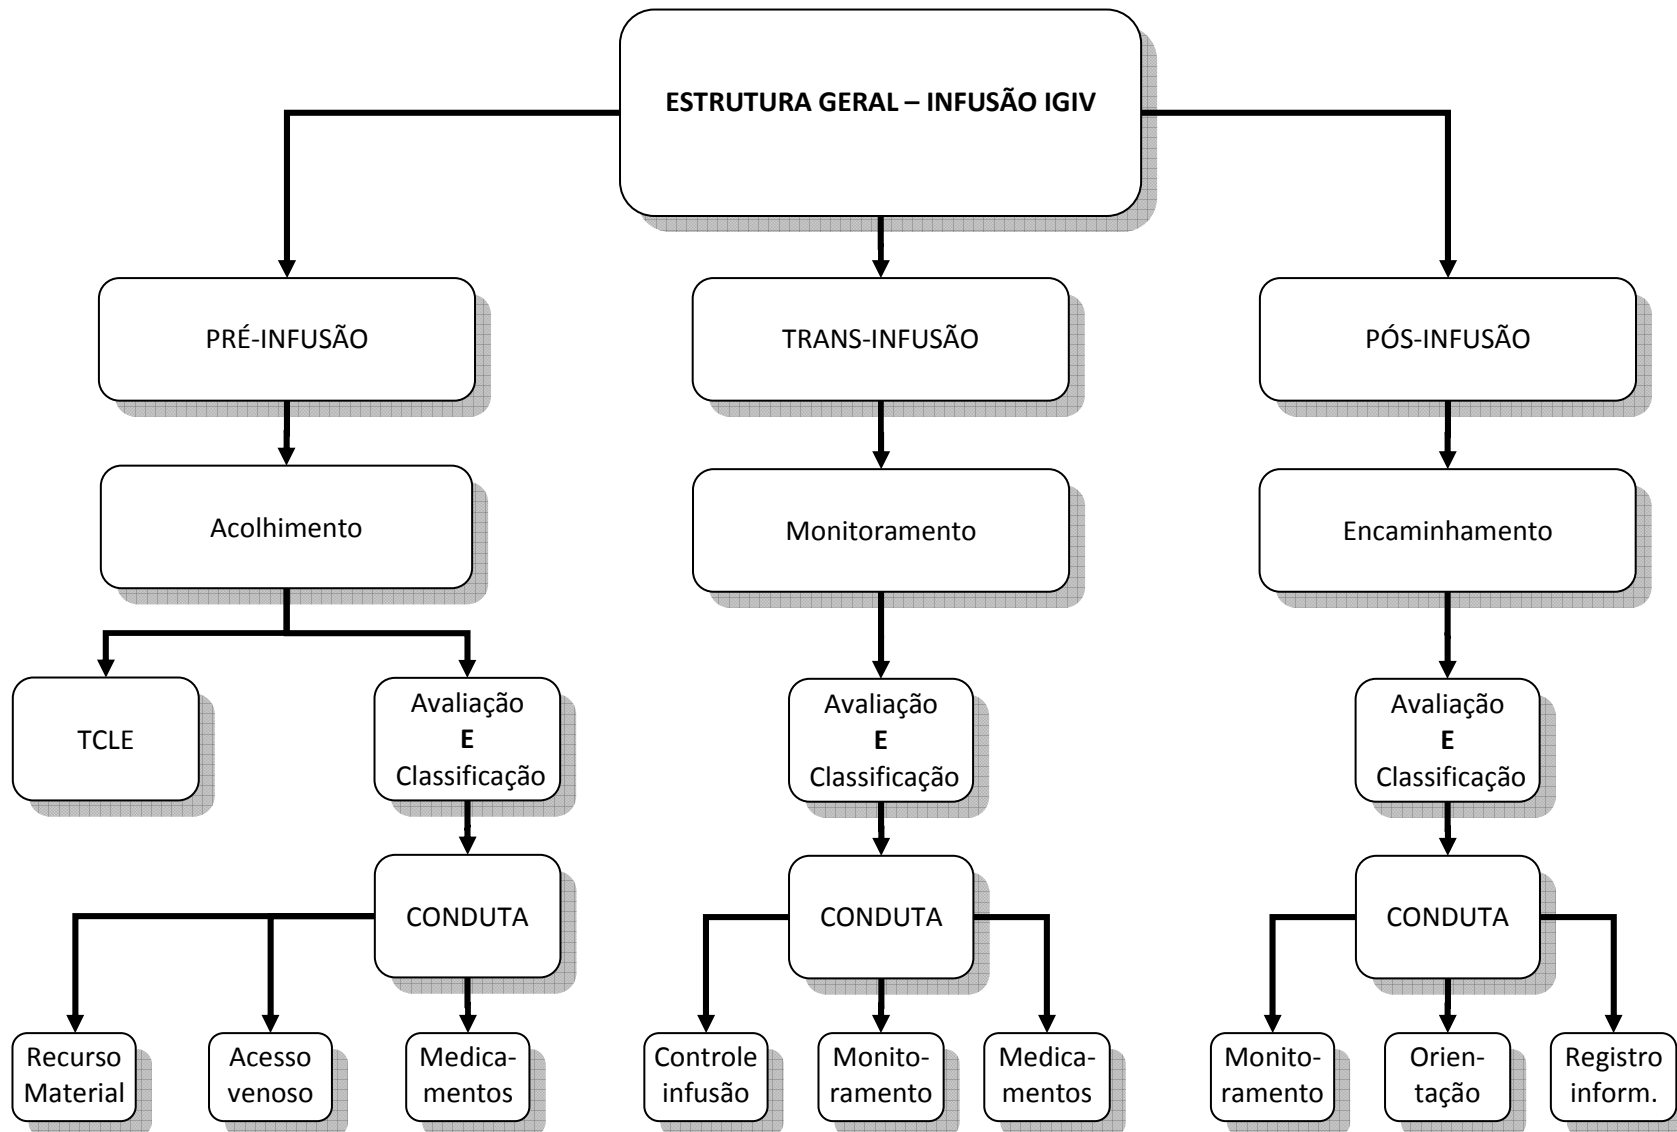 ESTRUTURA GERAL – INFUSÃO IGIV
PRÉ-INFUSÃO
TRANS-INFUSÃO
PÓS-INFUSÃO
Acolhimento
Monitoramento
Encaminhamento
TCLE
Avaliação
E
Classificação
Avaliação
E
Classificação
Avaliação
E
Classificação
CONDUTA
CONDUTA
CONDUTA
Recurso
Material
Acesso
venoso
Medica-
mentos
Controle
infusão
Monito-
ramento
Medica-
mentos
Monito-
ramento
Orien-
tação
Registro
inform.